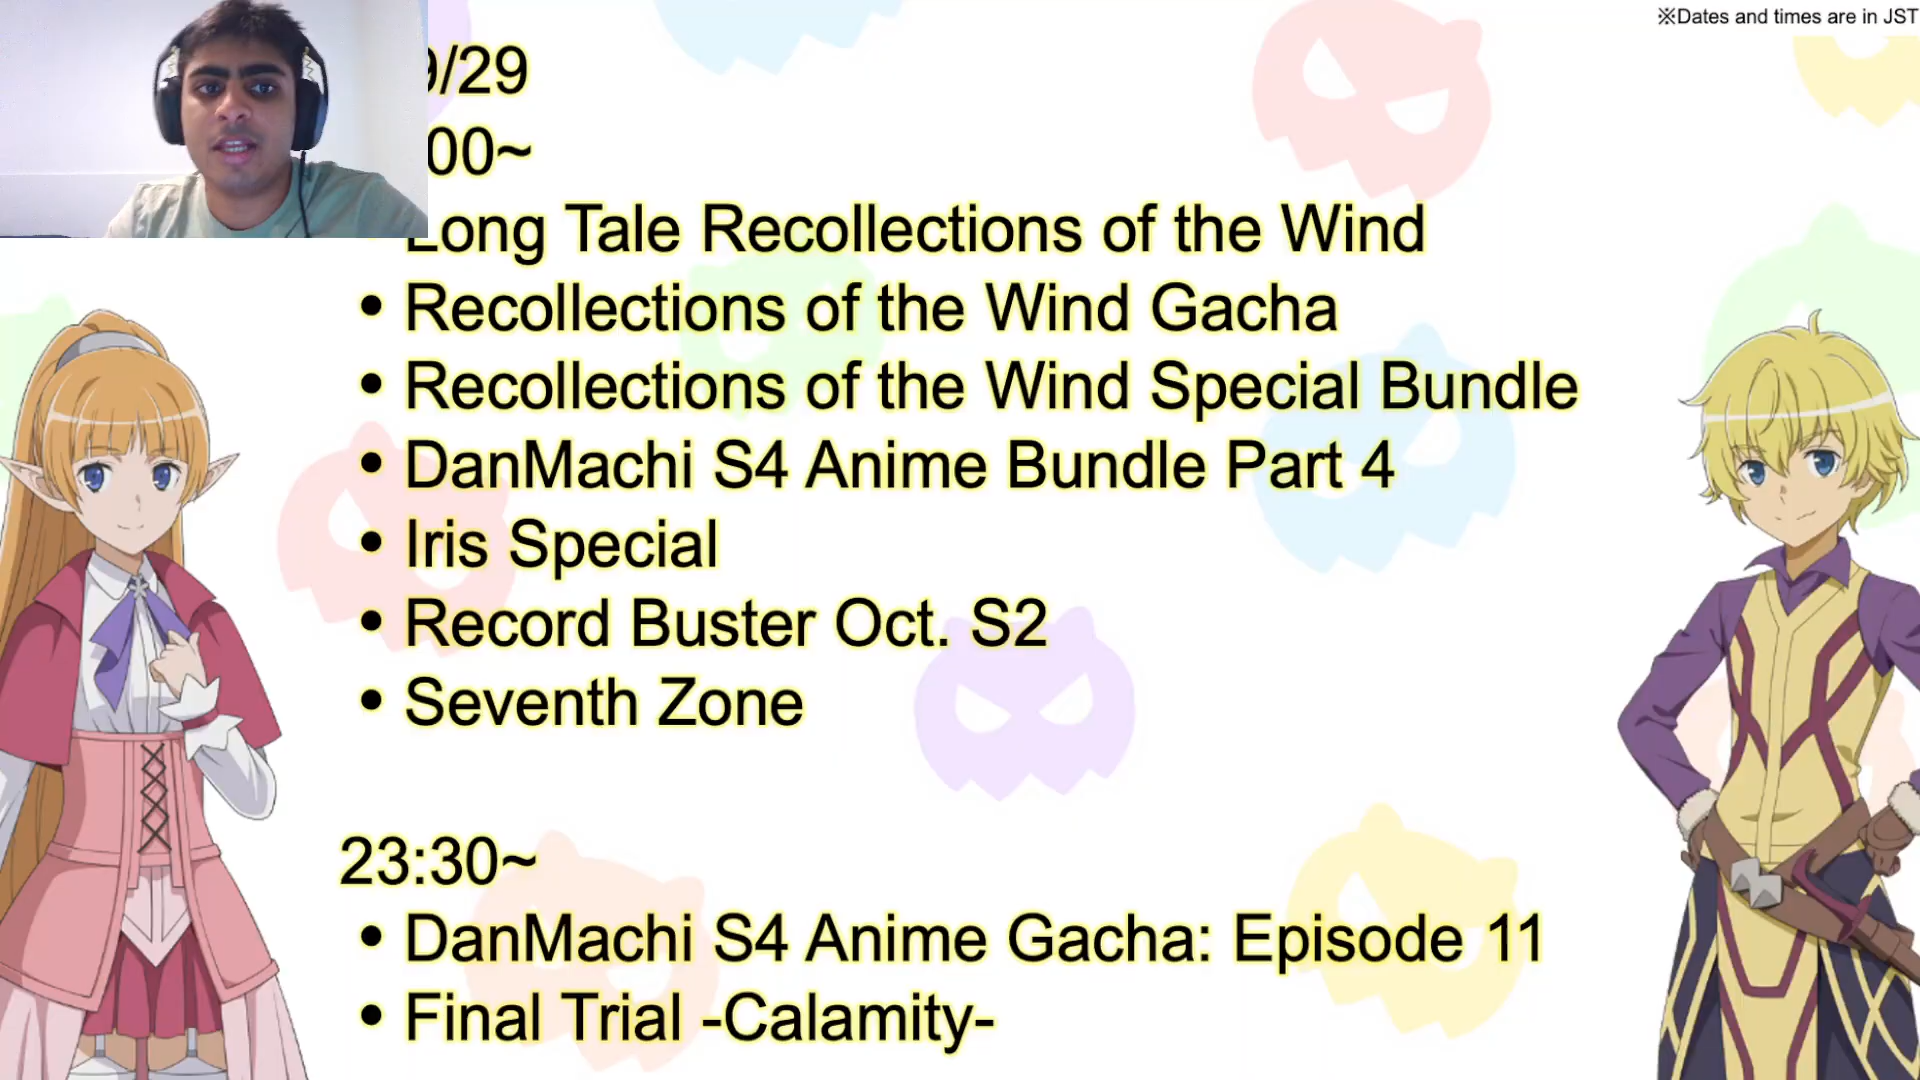 ※Dates and times are in JST
9/29
00~
Long Tale Recollections of the Wind
• Recollections of the Wind Gacha
• Recollections of the Wind Special Bundle
• DanMachi S4 Anime Bundle Part 4
• Iris Special
• Record Buster Oct. S2
• Seventh Zone
23:30~
• DanMachi S4 Anime Gacha: Episode 11
• Final Trial -Calamity-